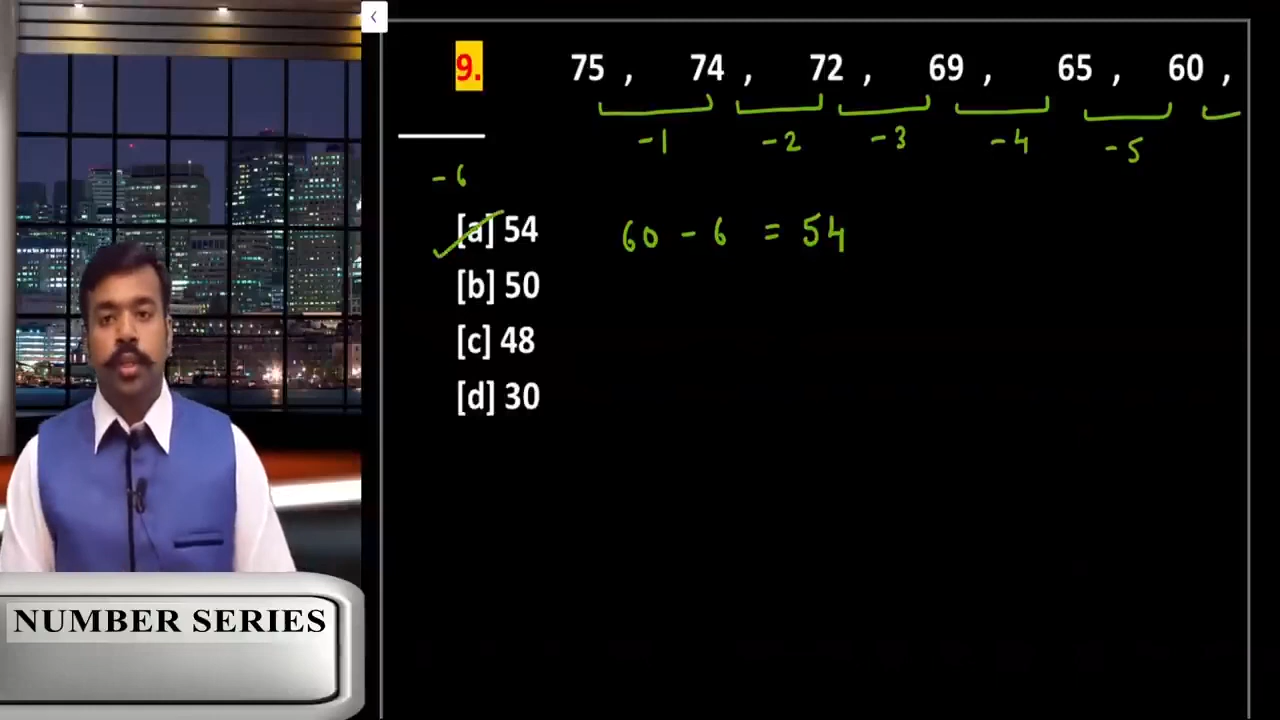 9. 75 , 74 , 72 , 69 , 65 , 60 ,
-1 -2 -3 -4 -5
-6
[a] 54 60 - 6 = 54
[b] 50
[c] 48
[d] 30
NUMBER SERIES